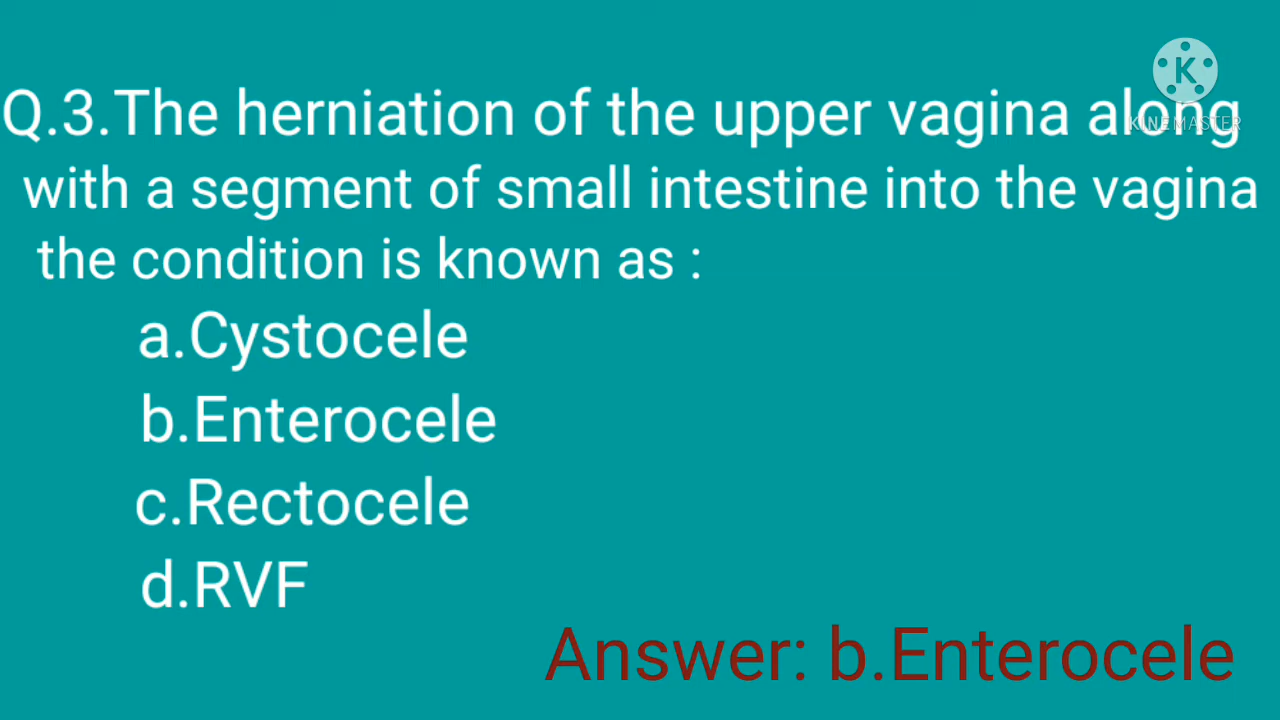 K
KINEMASTER
Q.3.The herniation of the upper vagina along
with a segment of small intestine into the vagina
the condition is known as :
a.Cystocele
b.Enterocele
c.Rectocele
d.RVF
Answer: b.Enterocele